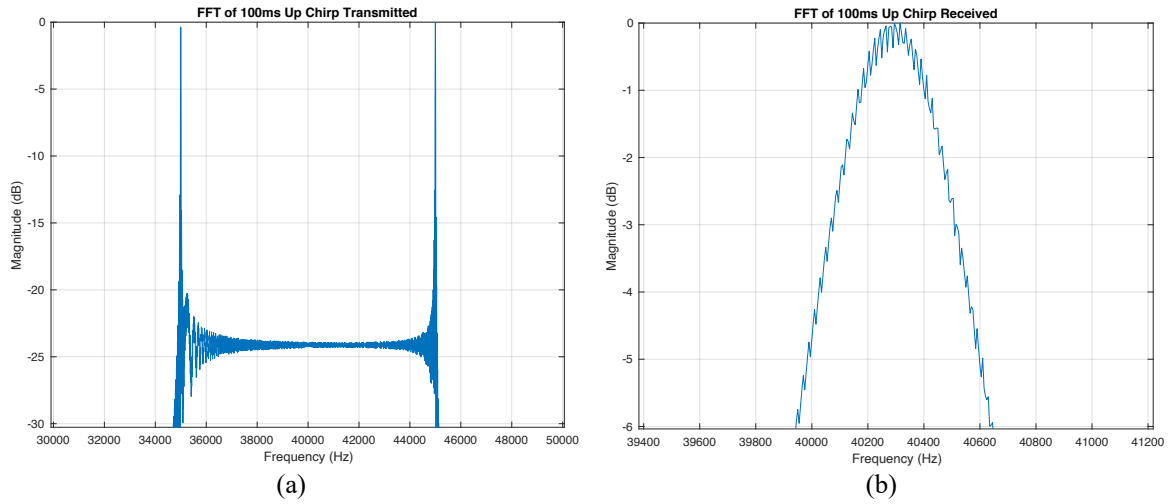 FFT of 100ms Up Chirp Transmitted
0
-5
-10
-15
-20
-25
-30
Magnitude (dB)
30000 32000 34000 36000 38000 40000 42000 44000 46000 48000 50000
Frequency (Hz)
(a)
FFT of 100ms Up Chirp Received
0
-1
-2
-3
-4
-5
-6
Magnitude (dB)
39400 39600 39800 40000 40200 40400 40600 40800 41000 41200
Frequency (Hz)
(b)